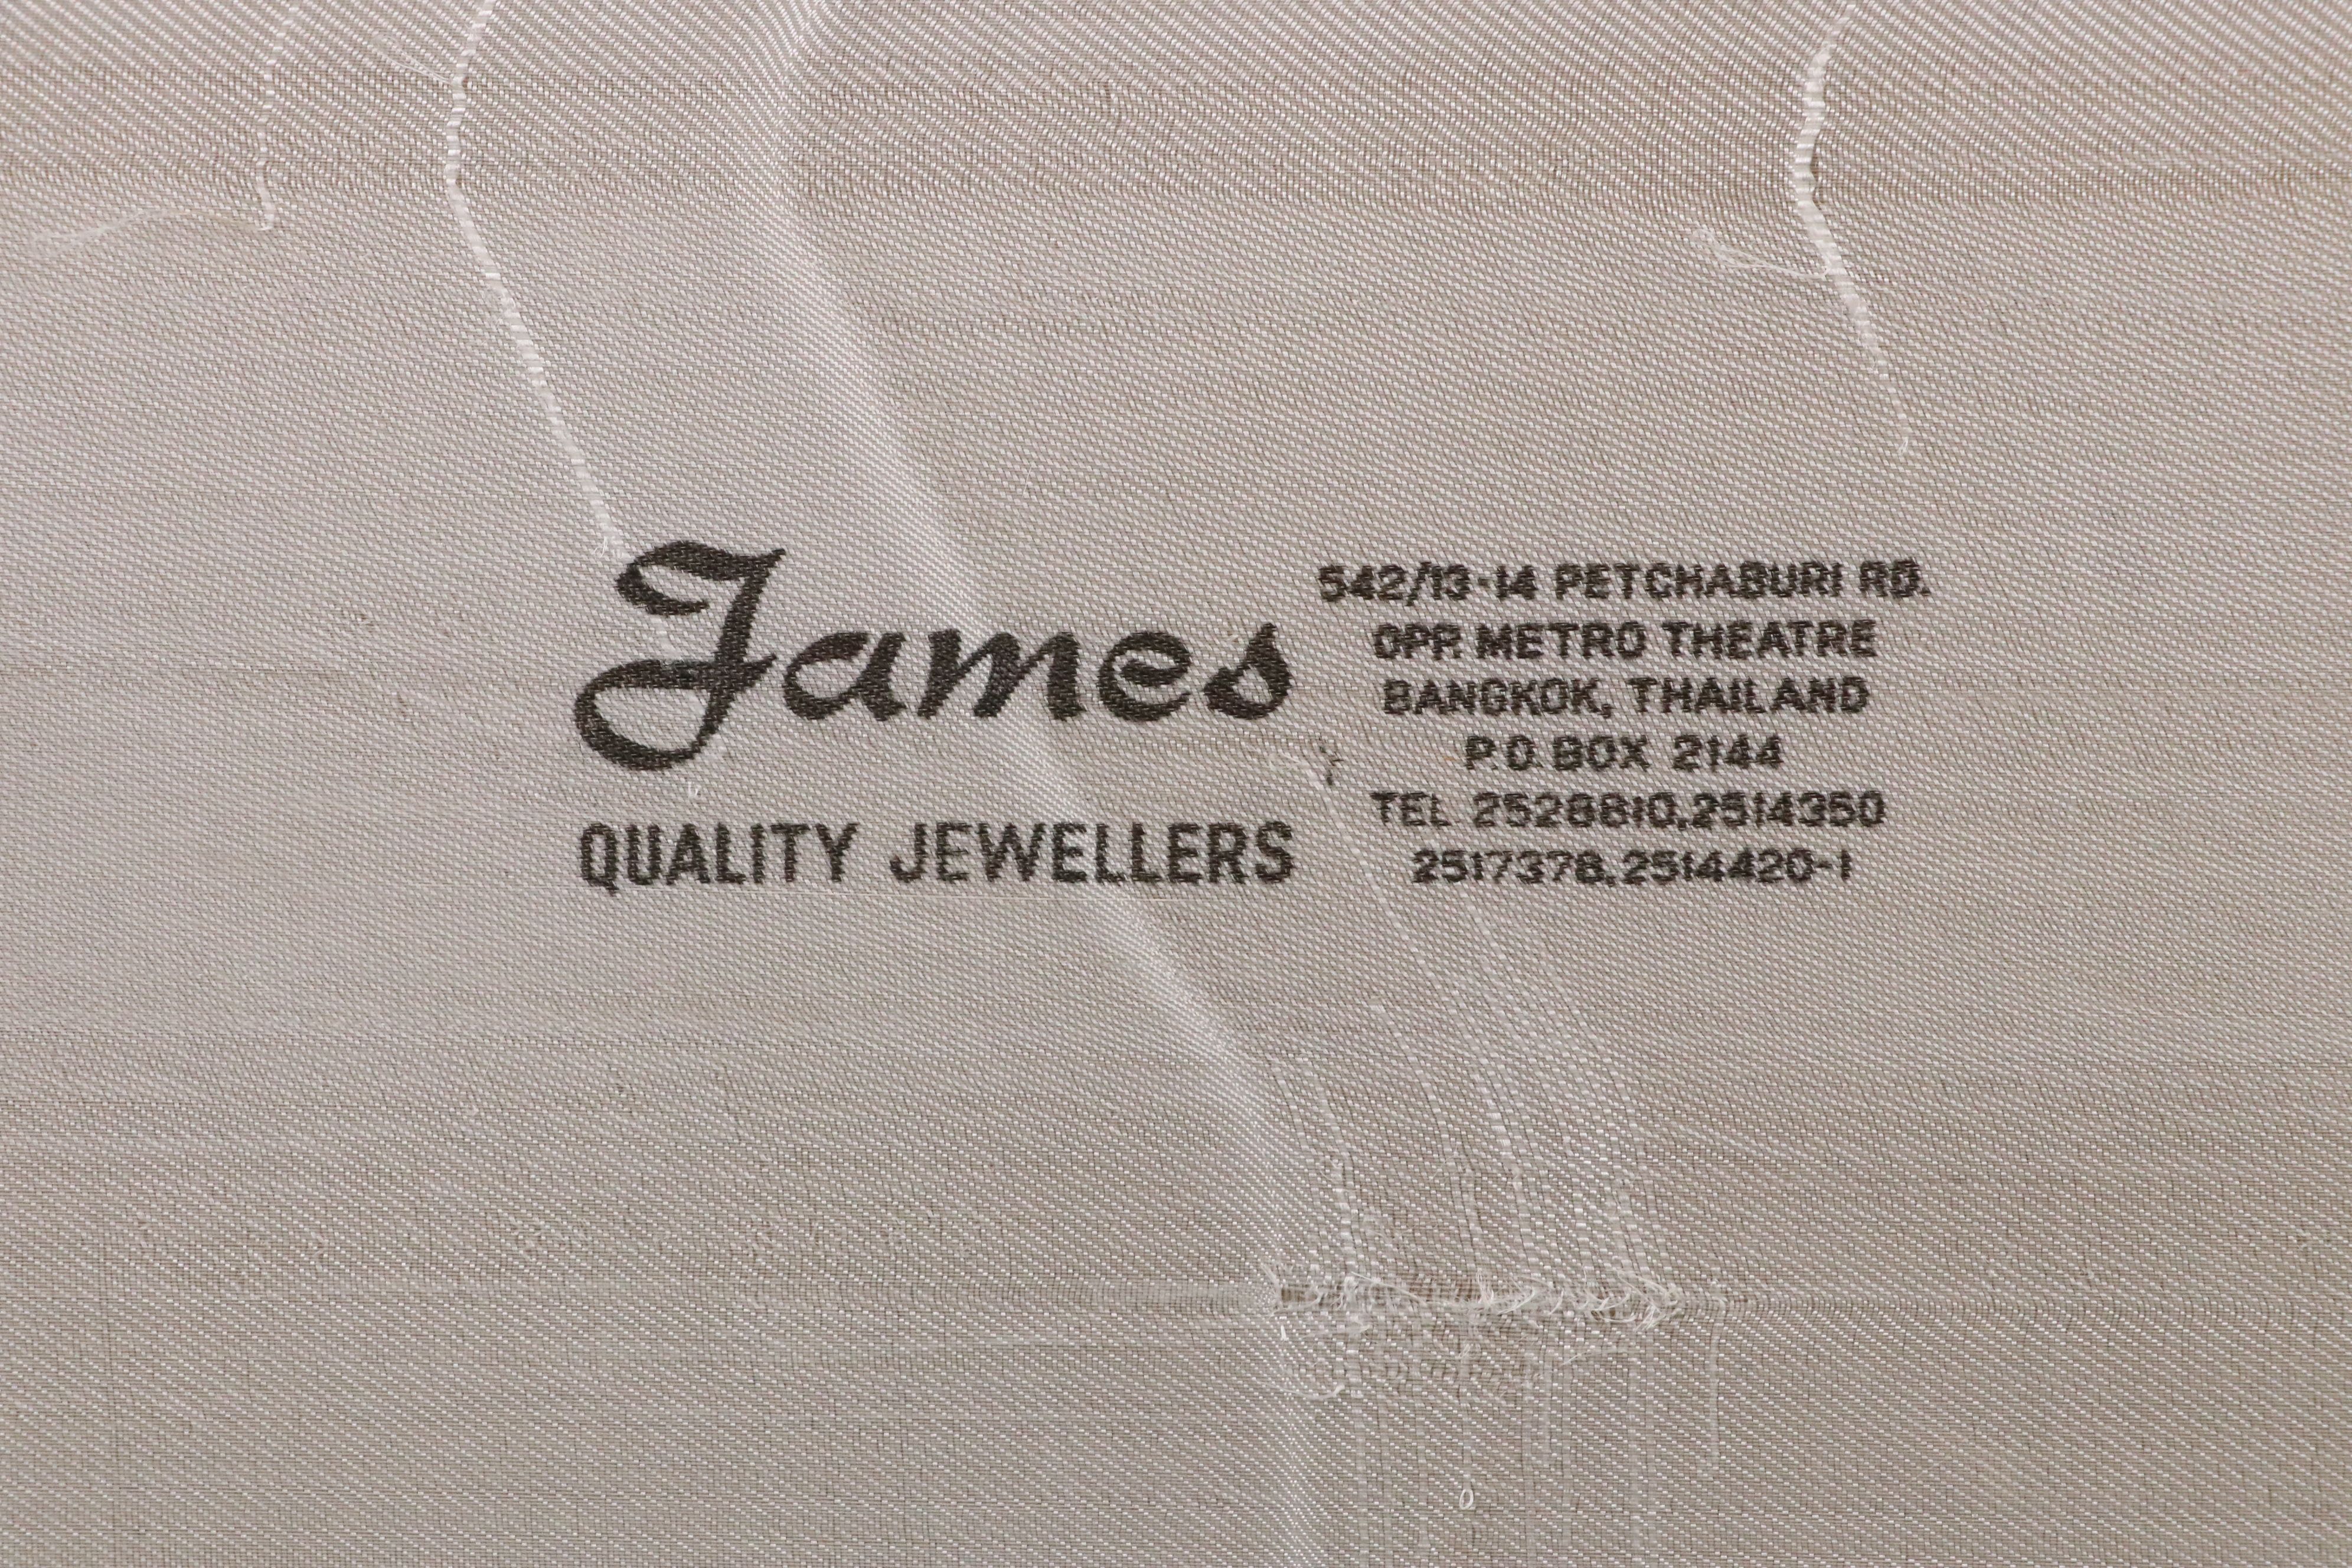 James
QUALITY JEWELLERS
542/13-14 PETCHABURI RD.
OPP. METRO THEATRE
BANGKOK, THAILAND
P.O. BOX 2144
TEL. 2528810,2514350
2517378,2514420-1